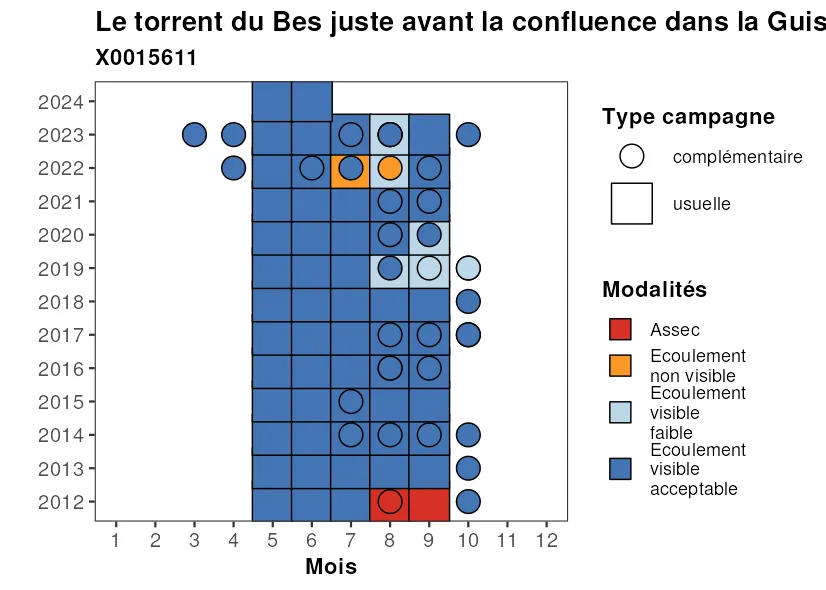 Le torrent du Bes juste avant la confluence dans la Guis
X0015611
2024
2023
2022
2021
2020
2019
2018
2017
2016
2015
2014
2013
2012
1 2 3 4 5 6 7 8 9 10 11 12
Mois
Type campagne
complémentaire
usuelle
Modalités
Assec
Ecoulement
non visible
Ecoulement
visible
faible
Ecoulement
visible
acceptable